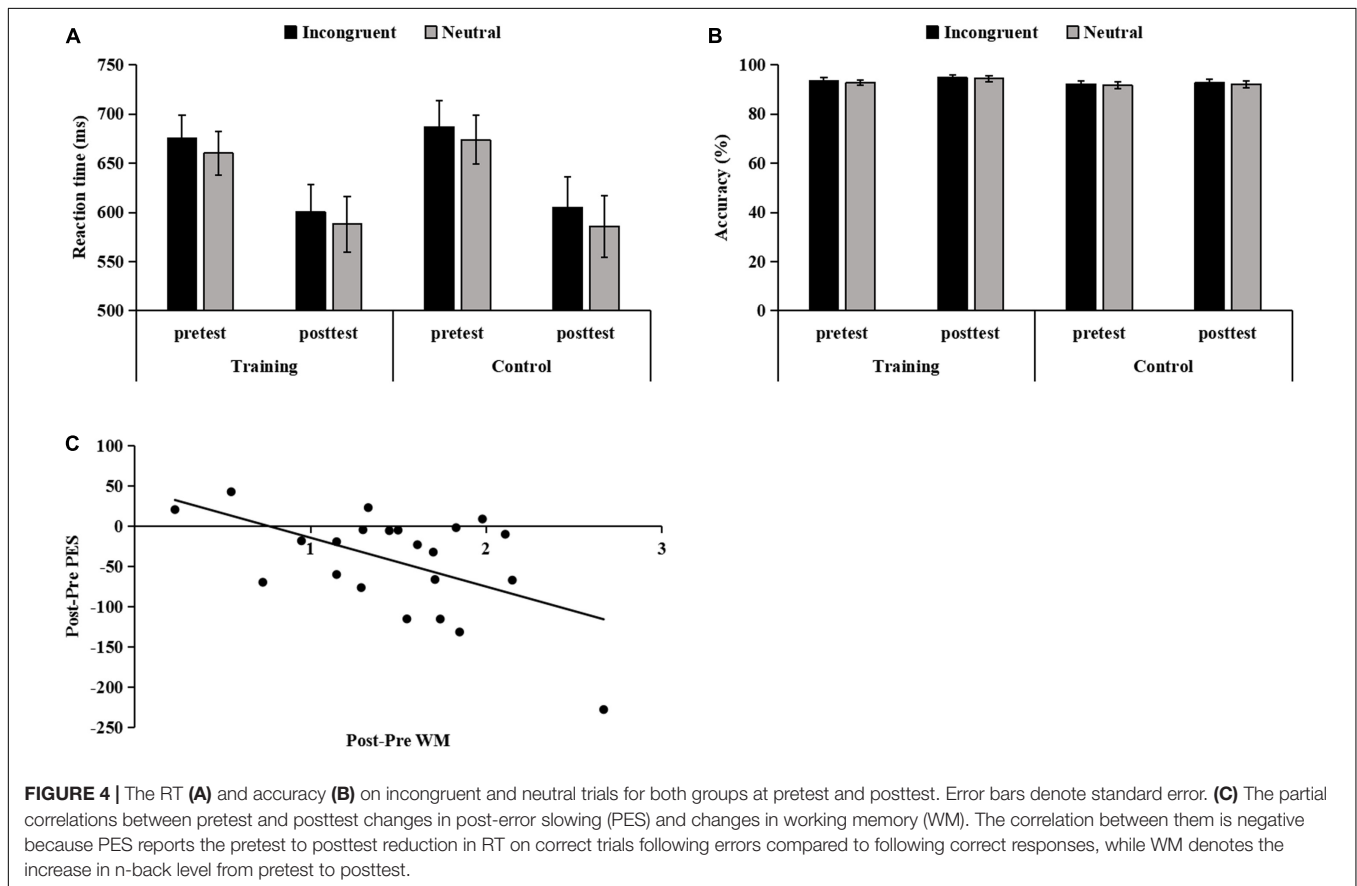 A
■ Incongruent ■ Neutral
750
700
650
600
550
500
Reaction time (ms)
pretest posttest pretest posttest
Training Control
B
■ Incongruent ■ Neutral
100
80
60
40
20
0
Accuracy (%)
pretest posttest pretest posttest
Training Control
C
100
50
0
-50
-100
-150
-200
-250
1 2 3
Post-Pre PES
Post-Pre WM
FIGURE 4 | The RT (A) and accuracy (B) on incongruent and neutral trials for both groups at pretest and posttest. Error bars denote standard error. (C) The partial
correlations between pretest and posttest changes in post-error slowing (PES) and changes in working memory (WM). The correlation between them is negative
because PES reports the pretest to posttest reduction in RT on correct trials following errors compared to following correct responses, while WM denotes the
increase in n-back level from pretest to posttest.